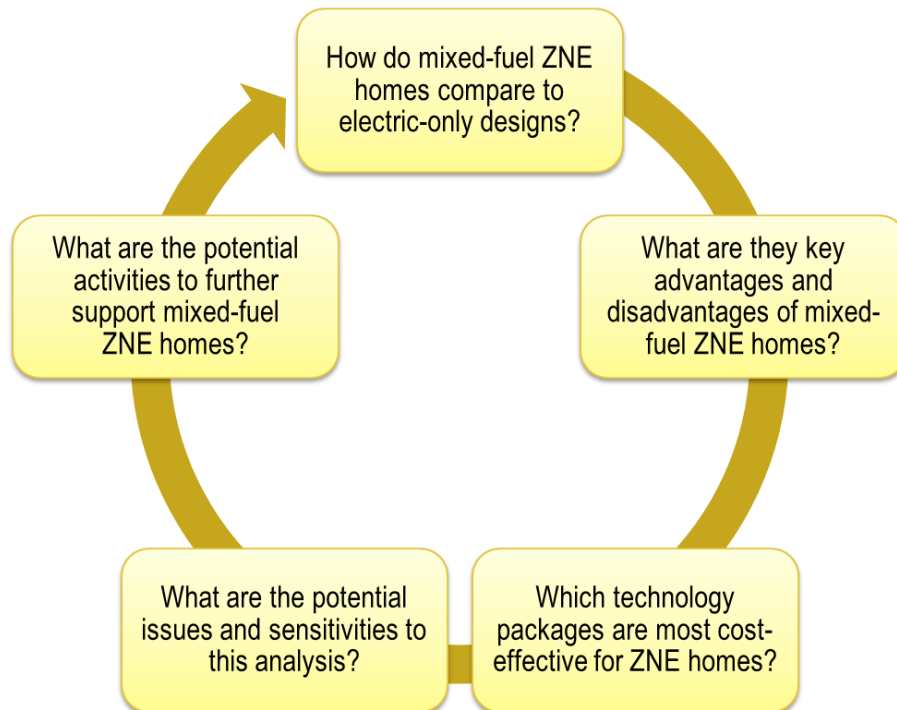 How do mixed-fuel ZNE
homes compare to
electric-only designs?
What are they key
advantages and
disadvantages of mixed-
fuel ZNE homes?
Which technology
packages are most cost-
effective for ZNE homes?
What are the potential
issues and sensitivities to
this analysis?
What are the potential
activities to further
support mixed-fuel
ZNE homes?